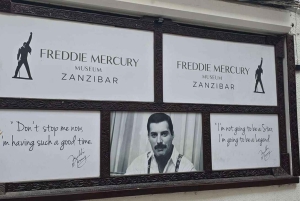 FREDDIE MERCURY
MUSEUM
ZANZIBAR
FREDDIE MERCURY
MUSEUM
ZANZIBAR
"Don't stop me now,
I'm having such a good time.
"I'm not going to be a Star,
I'm going to be a legend.